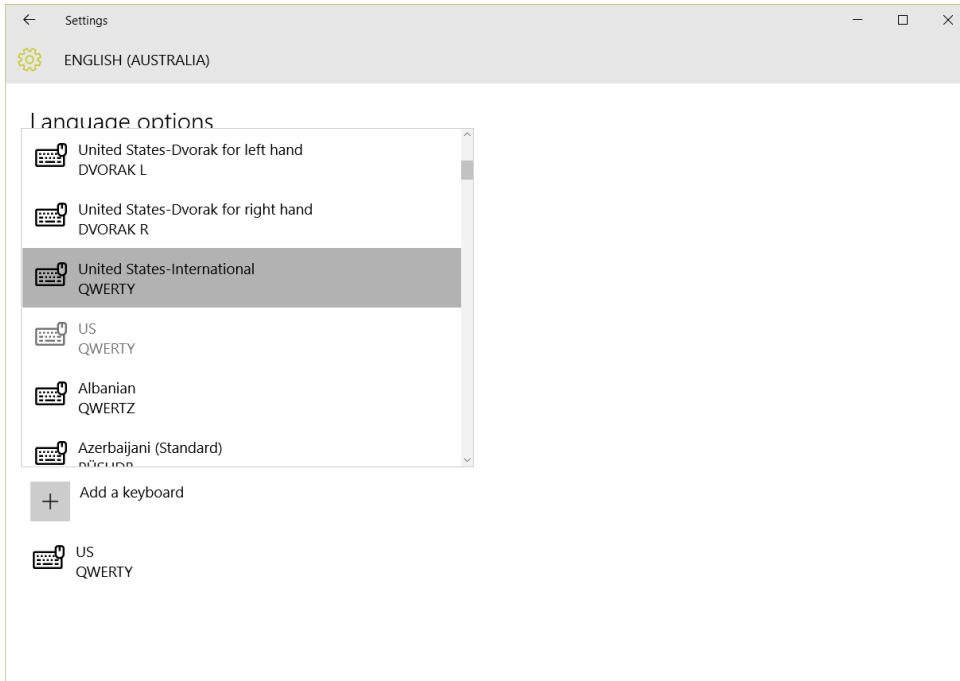 Settings
ENGLISH (AUSTRALIA)
Language options
United States-Dvorak for left hand
DVORAK L
United States-Dvorak for right hand
DVORAK R
United States-International
QWERTY
US
QWERTY
Albanian
QWERTZ
Azerbaijani (Standard)
Add a keyboard
US
QWERTY